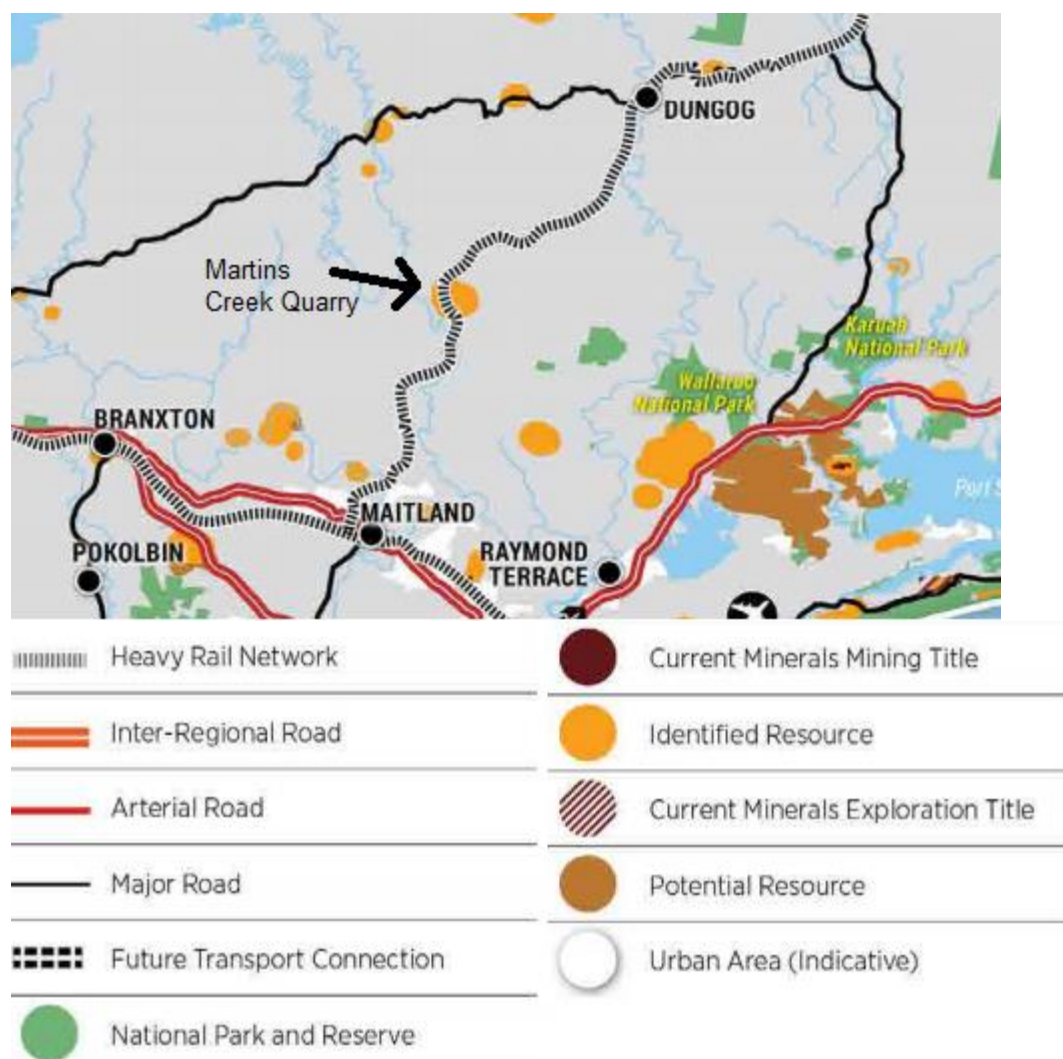 DUNGOG
Martins
Creek Quarry
Karuah
National Park
Wallaroo
National Park
BRANXTON
MAITLAND
Port S
POKOLBIN
RAYMOND
TERRACE
Heavy Rail Network
Current Minerals Mining Title
Inter-Regional Road
Identified Resource
Arterial Road
Current Minerals Exploration Title
Major Road
Potential Resource
Future Transport Connection
Urban Area (Indicative)
National Park and Reserve